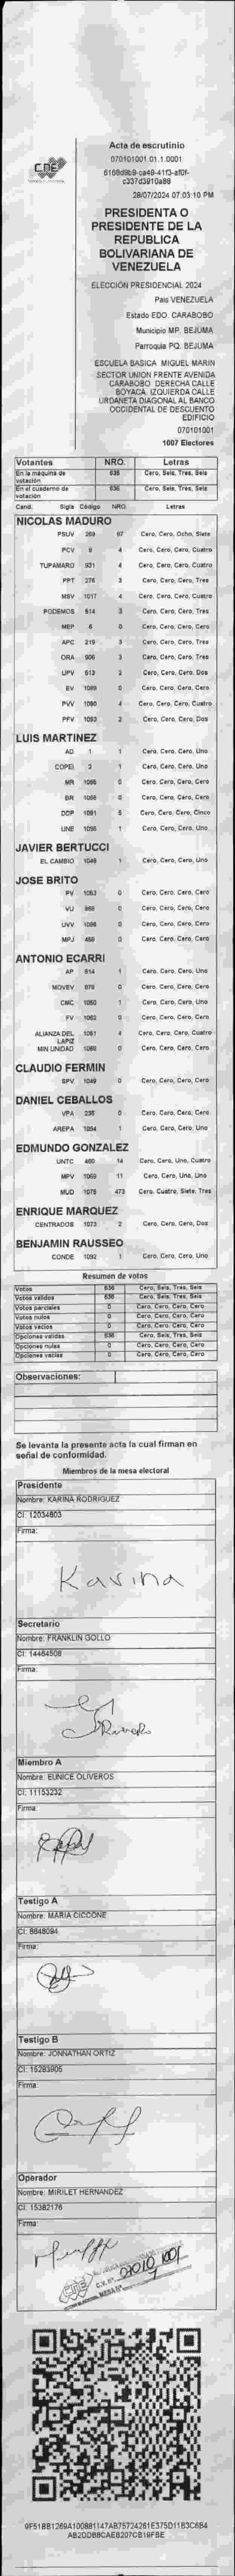 CNE
Acta de escrutinio
070101001.01.1.0001
28/07/2024 07:03:10 PM
PRESIDENTA O
PRESIDENTE DE LA
REPUBLICA
BOLIVARIANA DE
VENEZUELA
ELECCIÓN PRESIDENCIAL 2024
País VENEZUELA
Estado EDO. CARABOBO
Municipio MP. BEJUMA
Parroquia PQ. BEJUMA
ESCUELA BASICA MIGUEL MARIN
SECTOR UNION FRENTE AVENIDA
CARABOBO DERECHA CALLE
BOYACA. IZQUIERDA CALLE
URDANETA DIAGONAL AL BANCO
OCCIDENTAL DE DESCUENTO
EDIFICIO
070101001
1007 Electores
Votantes NRO. Letras
En la máquina de votación 636 Cero, Seis, Tres, Seis
En el cuaderno de votación 636 Cero, Seis, Tres, Seis
Cand. Sigla Código NRO Letras
NICOLAS MADURO
PSUV 269 87 Cero, Cero, Ocho, Siete
PCV 9 4 Cero, Cero, Cero, Cuatro
TUPAMARO 931 4 Cero, Cero, Cero, Cuatro
PPT 376 3 Cero, Cero, Cero, Tres
MSV 1017 4 Cero, Cero, Cero, Cuatro
PODEMOS 514 3 Cero, Cero, Cero, Tres
MEP 6 0 Cero, Cero, Cero, Cero
APC 219 3 Cero, Cero, Cero, Tres
ORA 906 3 Cero, Cero, Cero, Tres
UPV 613 2 Cero, Cero, Cero, Dos
EV 1089 0 Cero, Cero, Cero, Cero
PVV 1090 4 Cero, Cero, Cero, Cuatro
PFV 1093 2 Cero, Cero, Cero, Dos
LUIS MARTINEZ
AD 1 1 Cero, Cero, Cero, Uno
COPEI 2 1 Cero, Cero, Cero, Uno
MR 1066 0 Cero, Cero, Cero, Cero
BR 1058 0 Cero, Cero, Cero, Cero
DDP 1091 5 Cero, Cero, Cero, Cinco
UNE 1095 1 Cero, Cero, Cero, Uno
JAVIER BERTUCCI
EL CAMBIO 1048 1 Cero, Cero, Cero, Uno
JOSE BRITO
PV 1053 0 Cero, Cero, Cero, Cero
VU 968 0 Cero, Cero, Cero, Cero
UVV 1096 0 Cero, Cero, Cero, Cero
MPJ 459 0 Cero, Cero, Cero, Cero
ANTONIO ECARRI
AP 914 1 Cero, Cero, Cero, Uno
MOVEV 878 0 Cero, Cero, Cero, Cero
CMC 1050 1 Cero, Cero, Cero, Uno
FV 1062 0 Cero, Cero, Cero, Cero
ALIANZA DEL LAPIZ 1051 4 Cero, Cero, Cero, Cuatro
MIN UNIDAD 1088 0 Cero, Cero, Cero, Cero
CLAUDIO FERMIN
SPV 1049 0 Cero, Cero, Cero, Cero
DANIEL CEBALLOS
VPA 235 0 Cero, Cero, Cero, Cero
AREPA 1094 1 Cero, Cero, Cero, Uno
EDMUNDO GONZALEZ
UNTC 460 14 Cero, Cero, Uno, Cuatro
MPV 1069 11 Cero, Cero, Uno, Uno
MUD 1075 473 Cero, Cuatro, Siete, Tres
ENRIQUE MARQUEZ
CENTRADOS 1073 2 Cero, Cero, Cero, Dos
BENJAMIN RAUSSEO
CONDE 1092 1 Cero, Cero, Cero, Uno
Resumen de votos
Votos 636 Cero, Seis, Tres, Seis
Votos validos 636 Cero, Seis, Tres, Seis
Votos parciales 0 Cero, Cero, Cero, Cero
Votos nulos 0 Cero, Cero, Cero, Cero
Votos vacios 0 Cero, Cero, Cero, Cero
Opciones validas 636 Cero, Seis, Tres, Seis
Opciones nulas 0 Cero, Cero, Cero, Cero
Opciones vacias 0 Cero, Cero, Cero, Cero
Observaciones:
Se levanta la presente acta la cual firman en
señal de conformidad.
Miembros de la mesa electoral
Presidente
Nombre: KARINA RODRIGUEZ
CI: 12034803
Firma:
Karina
Secretario
Nombre: FRANKLIN GOLLO
CI: 14464508
Firma:
Miembro A
Nombre: EUNICE OLIVEROS
CI: 11153232
Firma:
Testigo A
Nombre: MARIA CICCONE
CI: 8848094
Firma:
Testigo B
Nombre: JONNATHAN ORTIZ
CI: 15283905
Firma:
Operador
Nombre: MIRILET HERNANDEZ
CI: 15382176
Firma:
CNE
C.V. N°
07010 1001
MESA N° 1